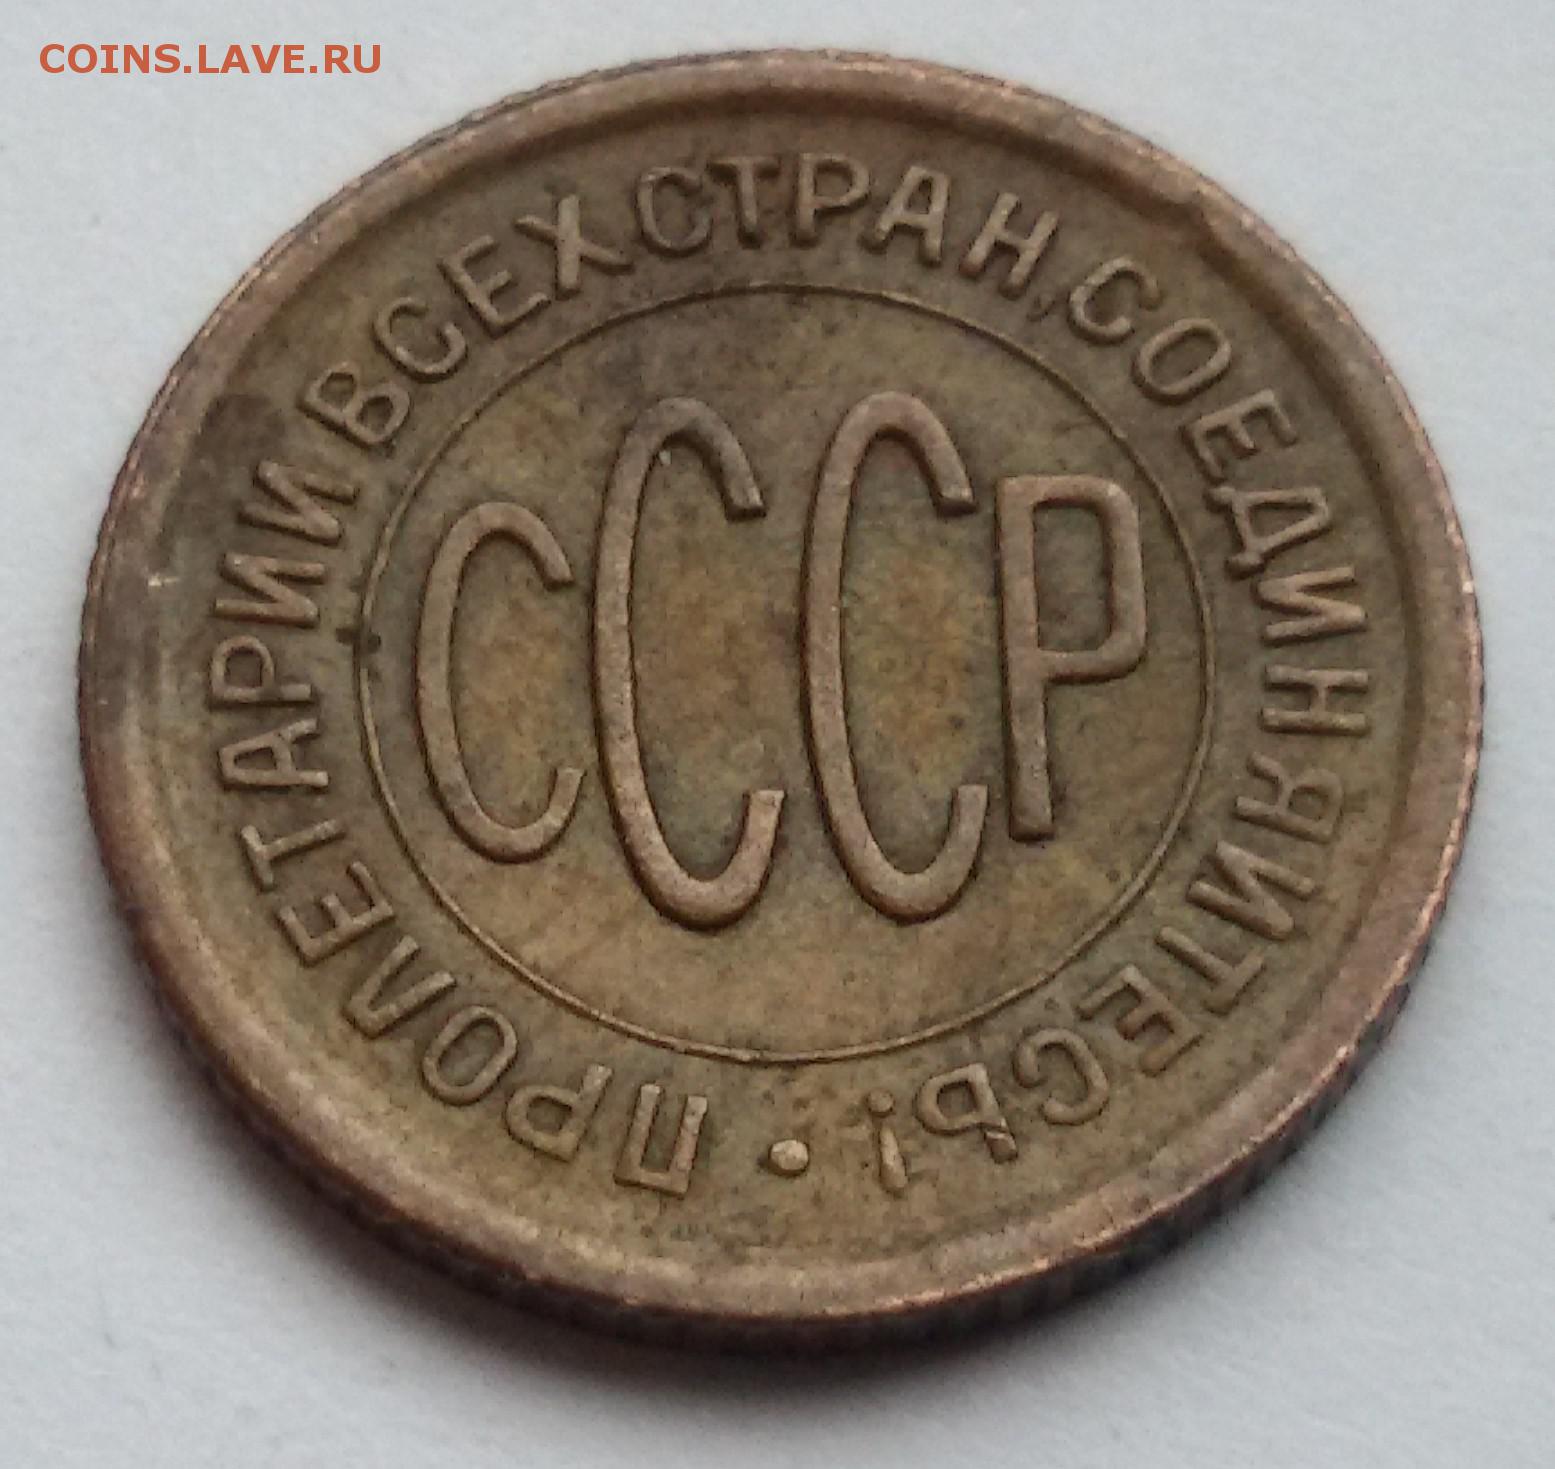 COINS.LAVE.RU
ПРОЛЕТАРИИ ВСЕХ СТРАН, СОЕДИНЯЙТЕСЬ!
СССР